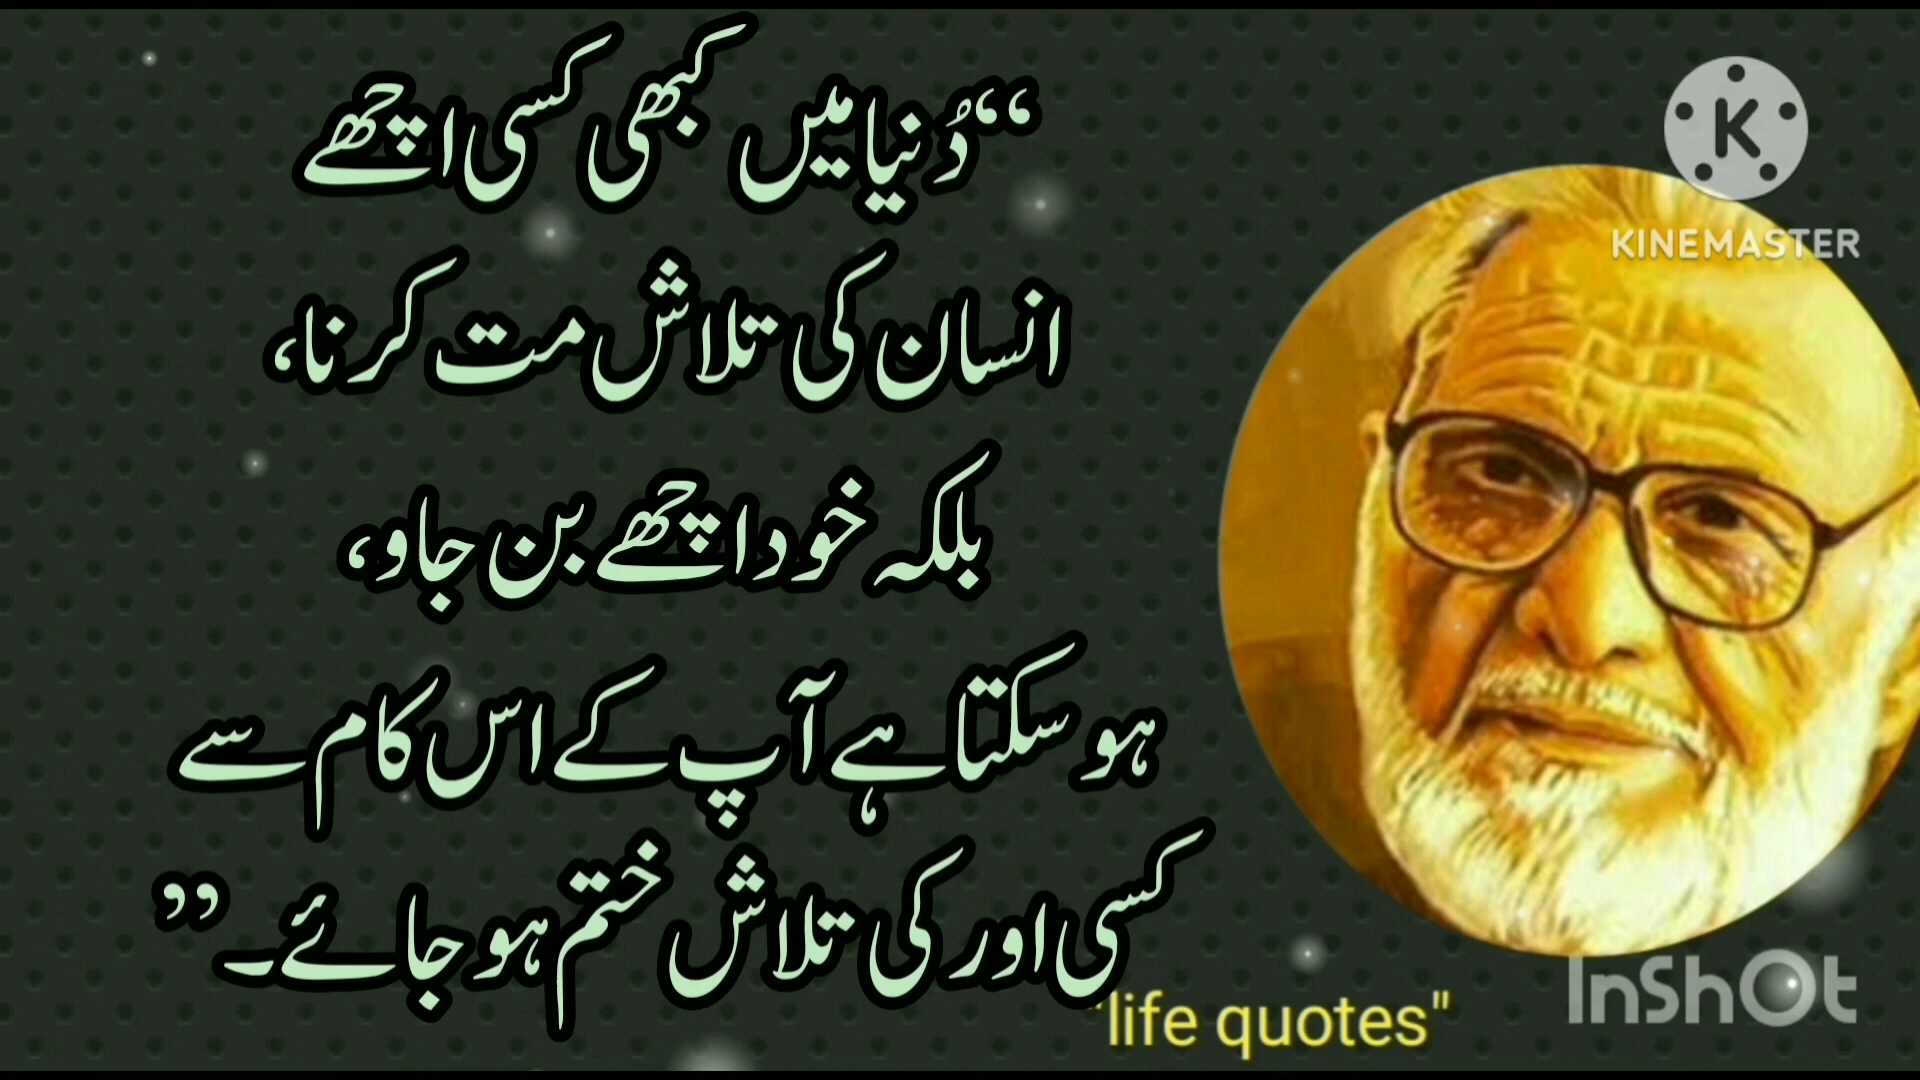 “دُنیا میں کبھی کسی اچھے
انسان کی تلاش مت کرنا،
بلکہ خود اچھے بن جاو،
ہو سکتا ہے آپ کے اس کام سے
کسی اور کی تلاش ختم ہو جائے۔”
"life quotes"
K
KINEMASTER
InShOt